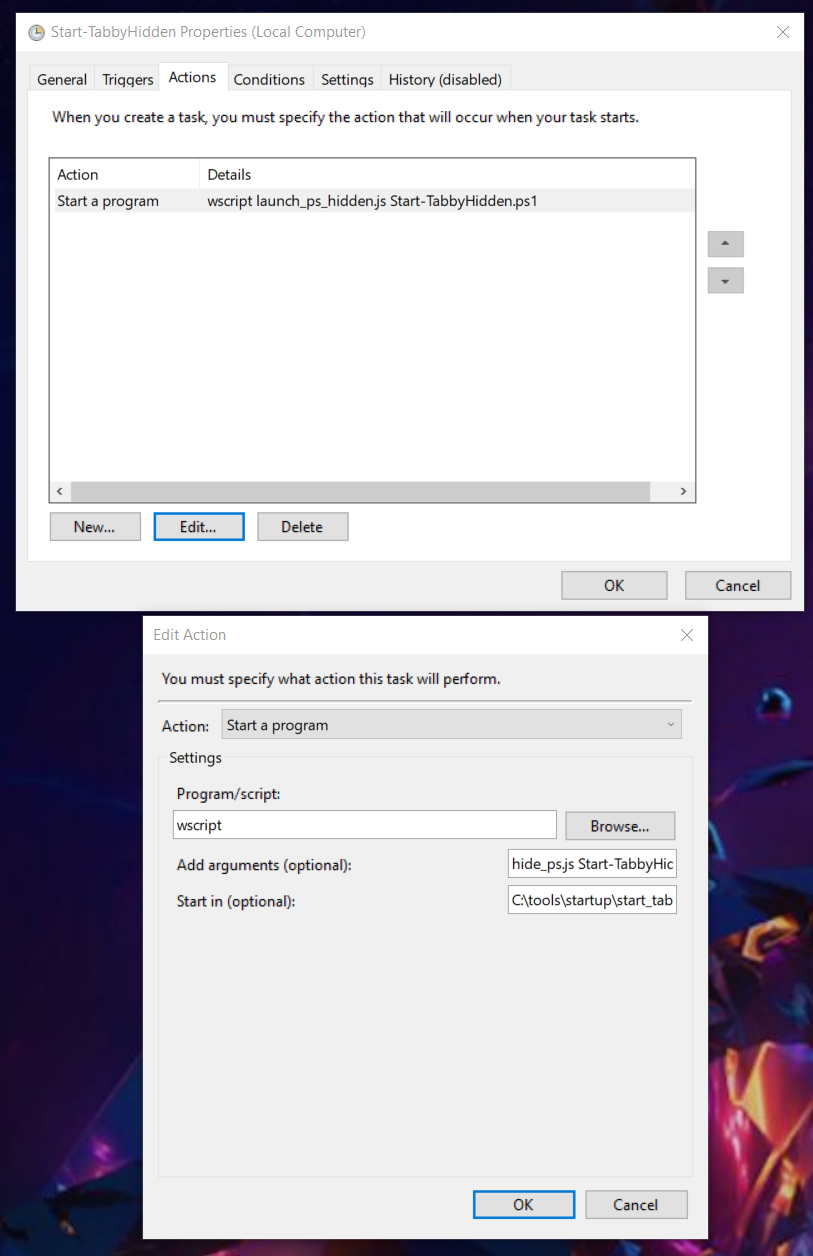 Start-TabbyHidden Properties (Local Computer)
General Triggers Actions Conditions Settings History (disabled)
When you create a task, you must specify the action that will occur when your task starts.
Action Details
Start a program wscript launch_ps_hidden.js Start-TabbyHidden.ps1
New... Edit... Delete
OK Cancel
Edit Action
You must specify what action this task will perform.
Action: Start a program
Settings
Program/script:
wscript Browse...
Add arguments (optional): hide_ps.js Start-TabbyHic
Start in (optional): C:\tools\startup\start_tab
OK Cancel